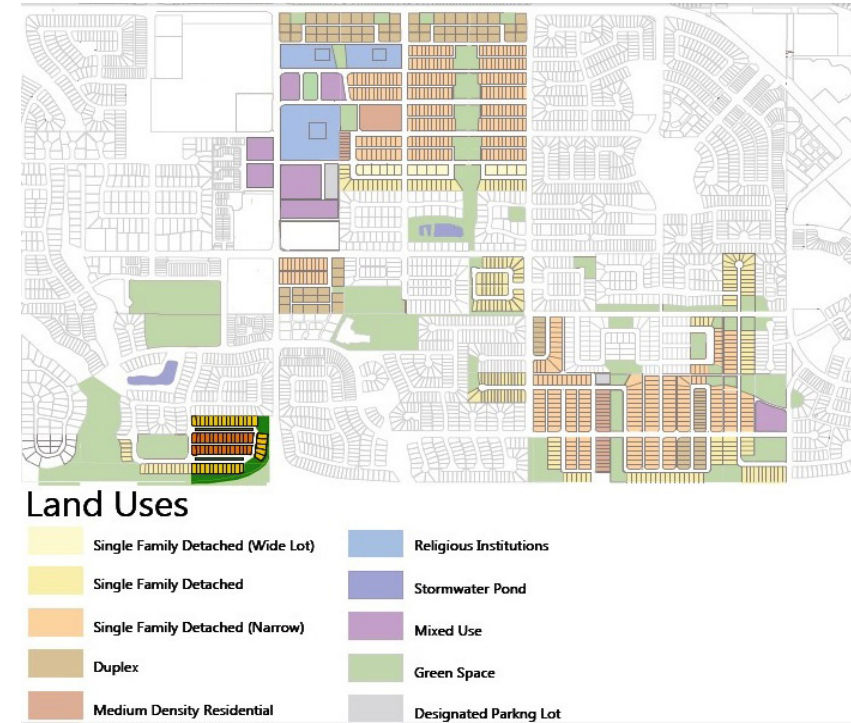 Land Uses
Single Family Detached (Wide Lot)
Single Family Detached
Single Family Detached (Narrow)
Duplex
Medium Density Residential
Religious Institutions
Stormwater Pond
Mixed Use
Green Space
Designated Parkng Lot